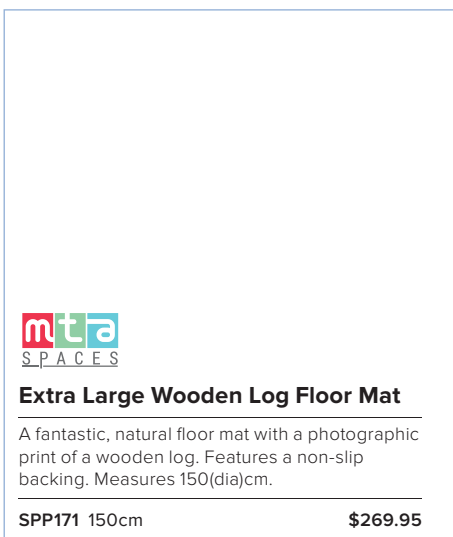 mta
SPACES
Extra Large Wooden Log Floor Mat
A fantastic, natural floor mat with a photographic
print of a wooden log. Features a non-slip
backing. Measures 150(dia)cm.
SPP171 150cm $269.95